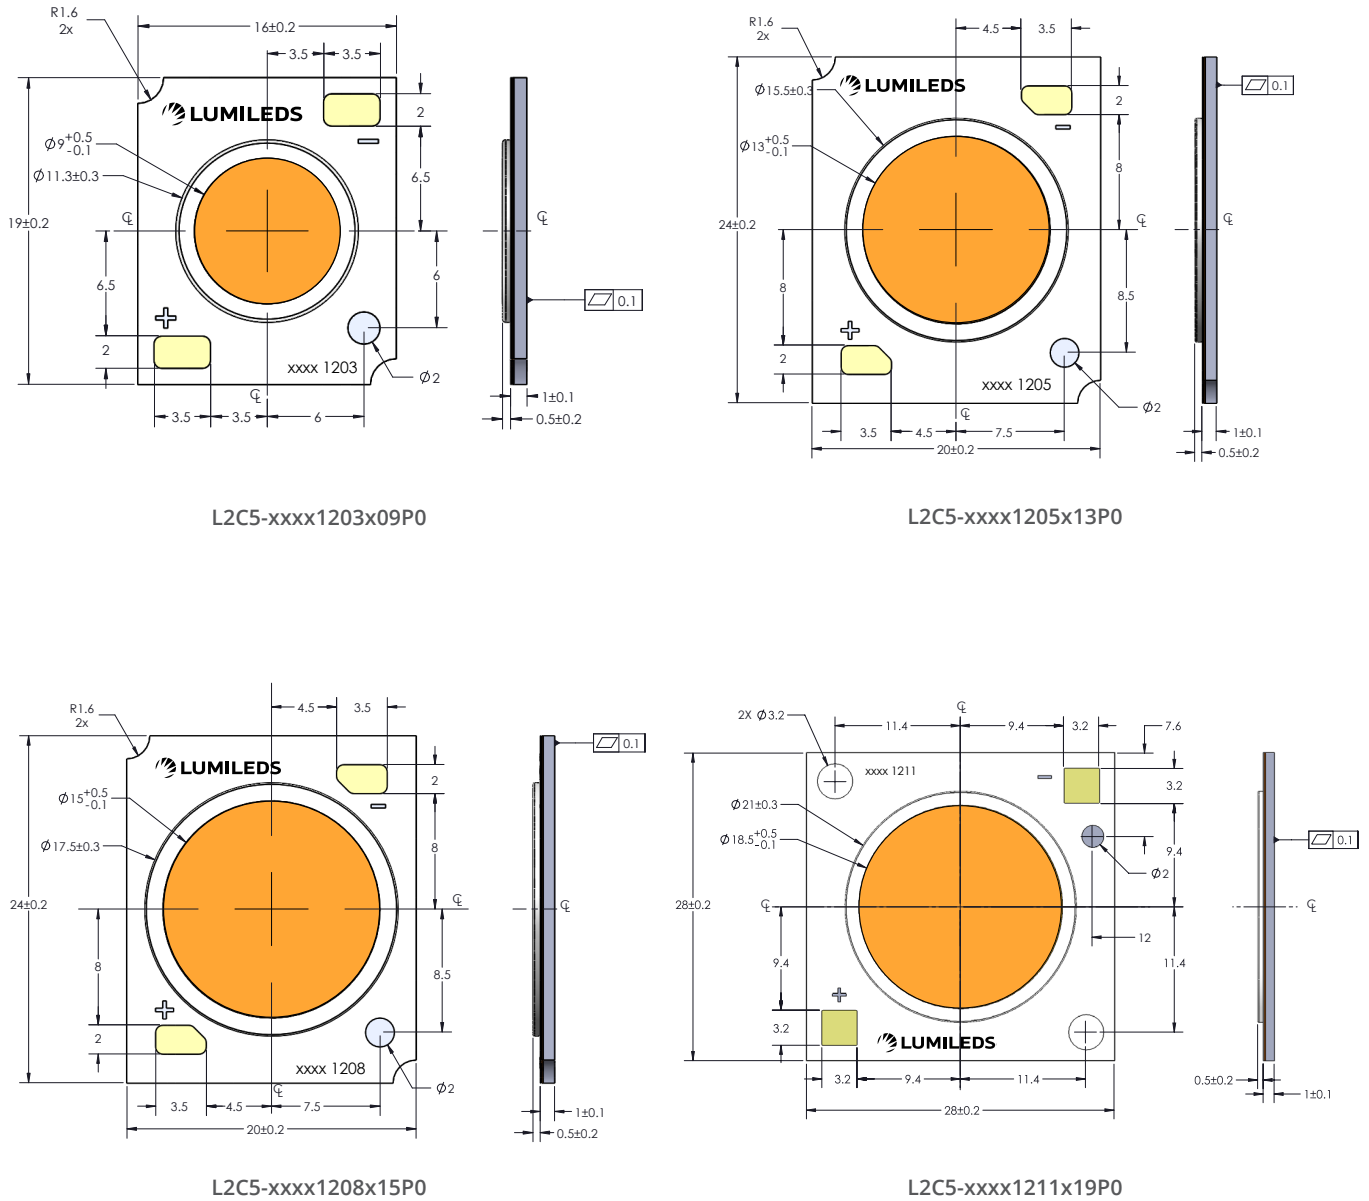 R1.6
2x
16±0.2
3.5
3.5
LUMILEDS
2
Ø9+0.5
-0.1
Ø11.3±0.3
6.5
19±0.2
℄
℄
6.5
6
0.1
2
xxxx 1203
Ø2
℄
3.5
3.5
6
1±0.1
0.5±0.2
L2C5-xxxx1203x09P0
R1.6
2x
4.5
3.5
LUMILEDS
Ø15.5±0.3
2
0.1
Ø13+0.5
-0.1
8
24±0.2
℄
℄
8
8.5
2
xxxx 1205
Ø2
℄
3.5
4.5
7.5
1±0.1
20±0.2
0.5±0.2
L2C5-xxxx1205x13P0
R1.6
2x
4.5
3.5
0.1
LUMILEDS
2
Ø15+0.5
-0.1
Ø17.5±0.3
8
24±0.2
℄
℄
8
8.5
2
xxxx 1208
Ø2
℄
3.5
4.5
7.5
1±0.1
20±0.2
0.5±0.2
L2C5-xxxx1208x15P0
℄
2X Ø3.2
11.4
9.4
3.2
7.6
xxxx 1211
3.2
Ø21±0.3
Ø18.5+0.5
-0.1
9.4
0.1
Ø2
28±0.2
℄
℄
12
9.4
11.4
3.2
LUMILEDS
3.2
9.4
11.4
0.5±0.2
1±0.1
28±0.2
L2C5-xxxx1211x19P0